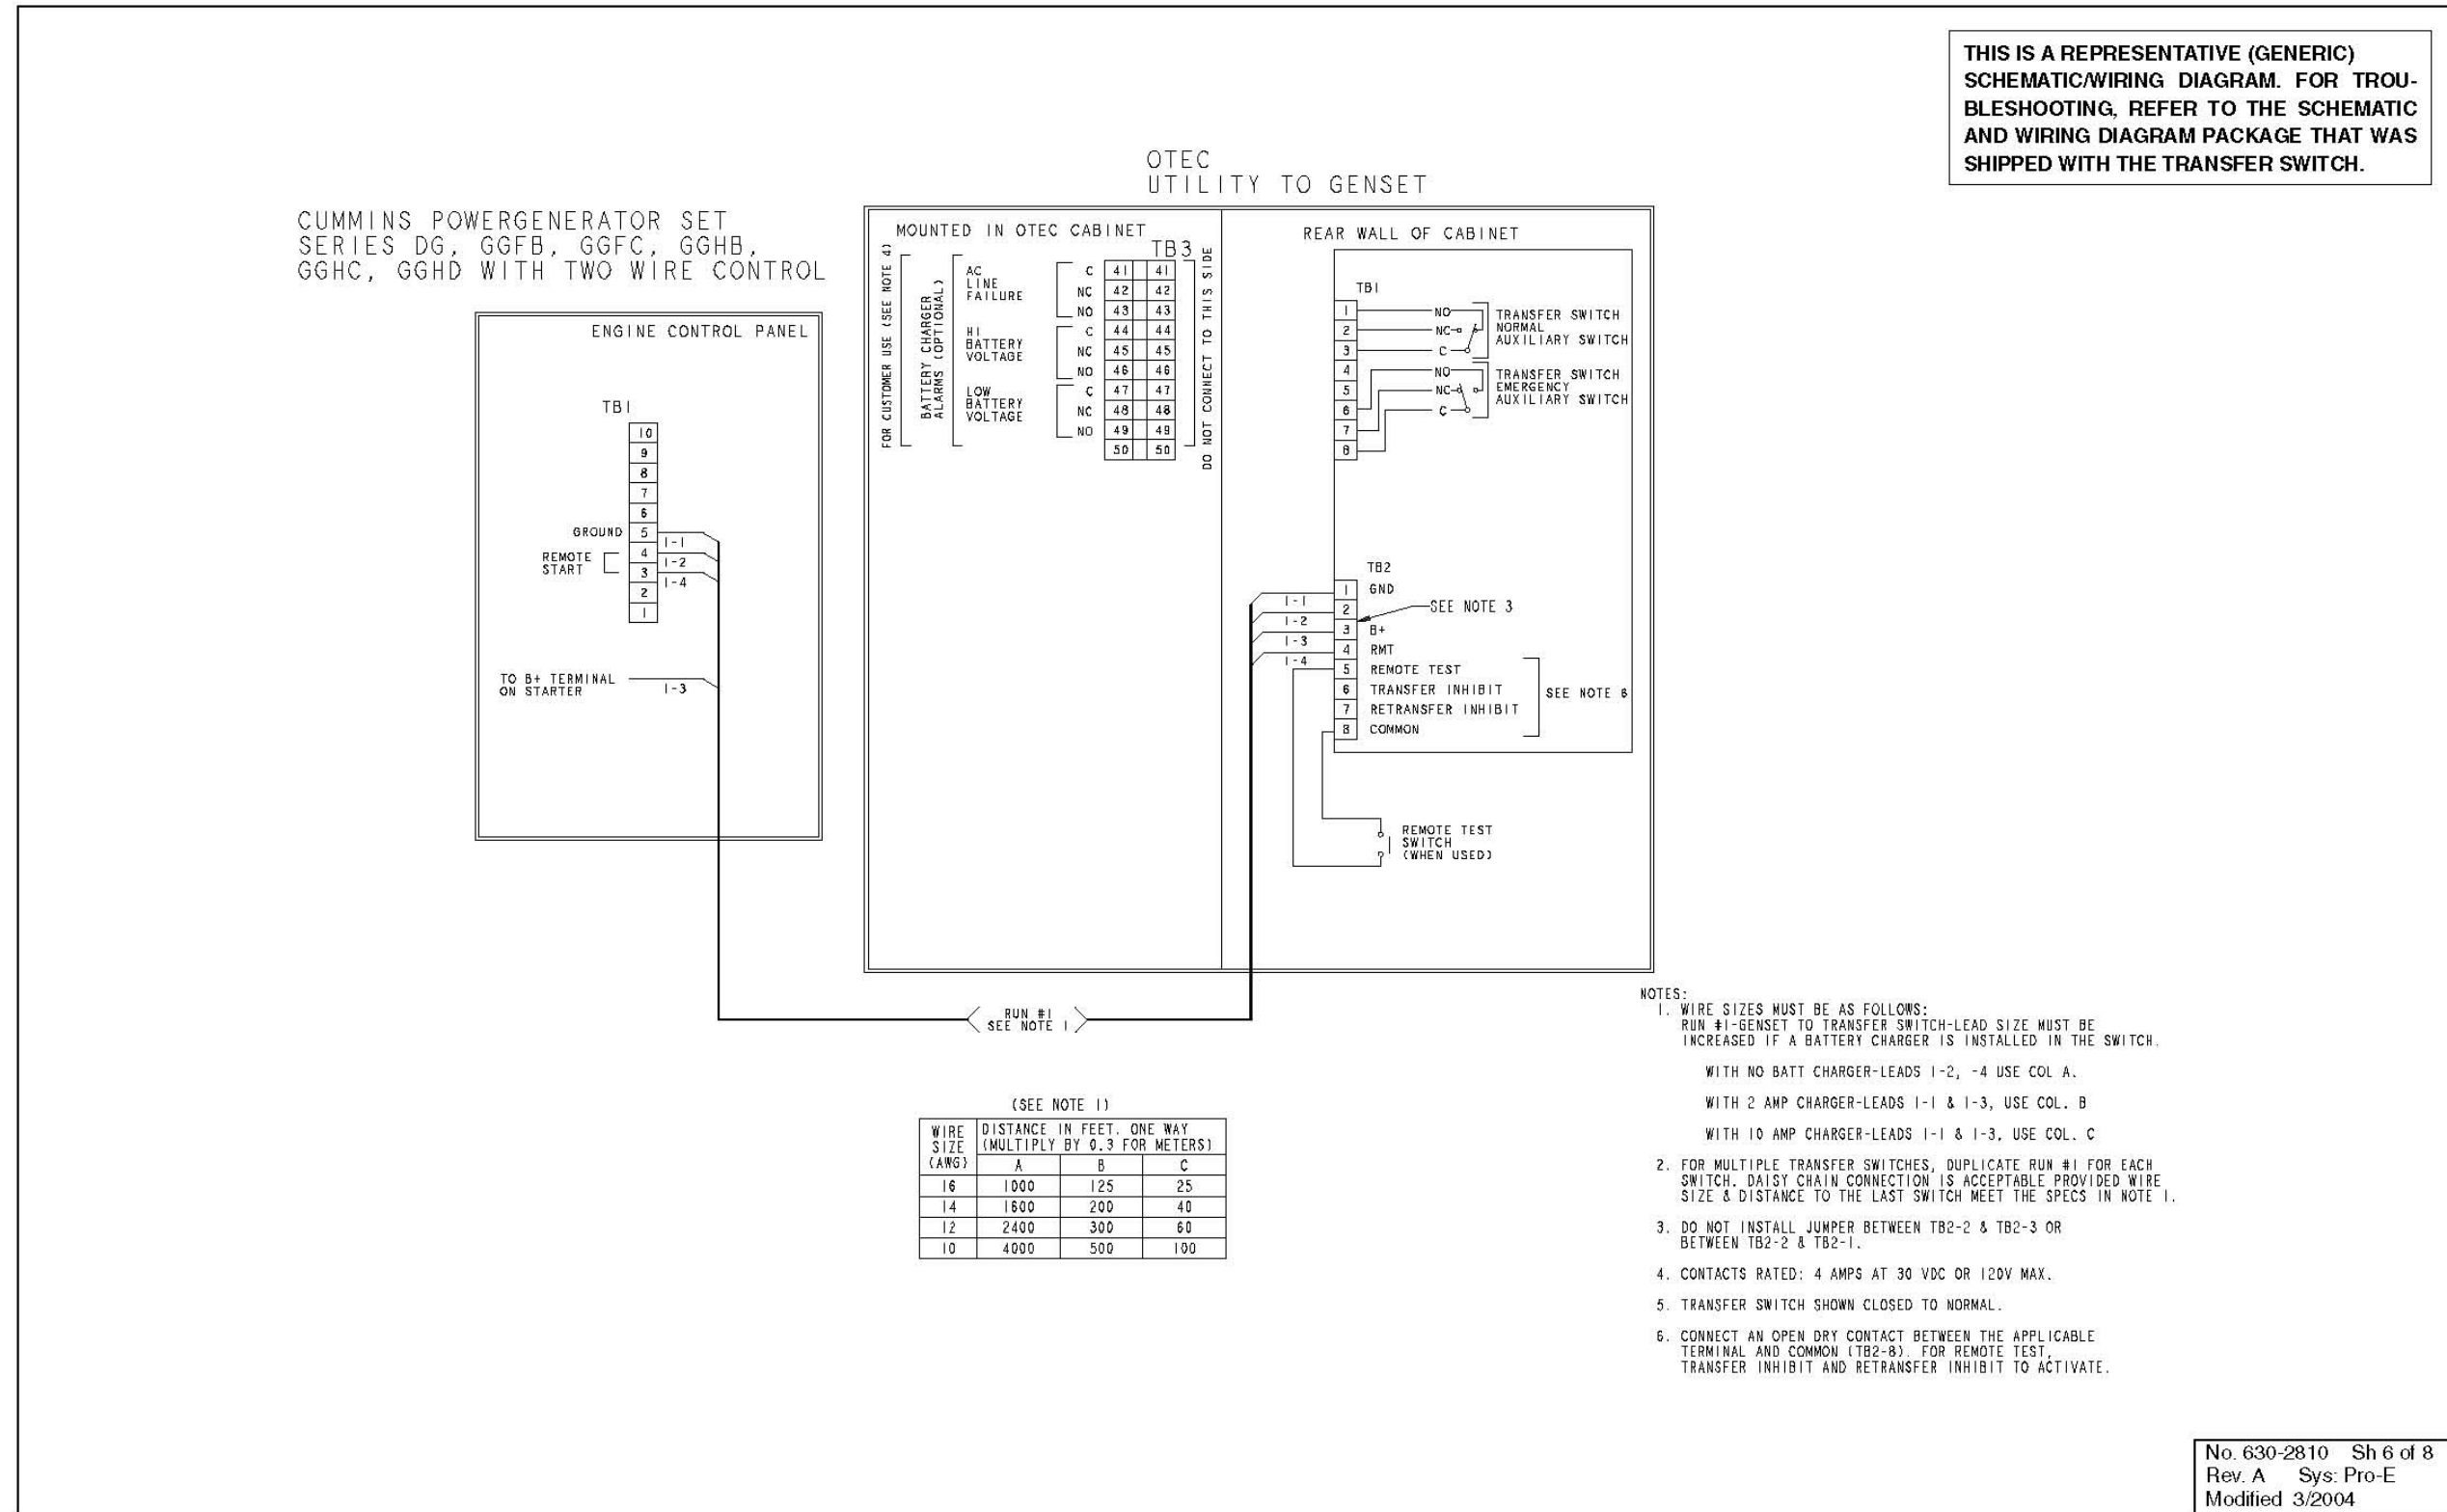 THIS IS A REPRESENTATIVE (GENERIC)
SCHEMATIC/WIRING DIAGRAM. FOR TROU-
BLESHOOTING, REFER TO THE SCHEMATIC
AND WIRING DIAGRAM PACKAGE THAT WAS
SHIPPED WITH THE TRANSFER SWITCH.
OTEC
UTILITY TO GENSET
CUMMINS POWERGENERATOR SET
SERIES DG, GGFB, GGFC, GGHB,
GGHC, GGHD WITH TWO WIRE CONTROL
ENGINE CONTROL PANEL
TB1
10
9
8
7
6
GROUND 5
1-1
REMOTE
START
4
1-2
3
1-4
2
1
TO B+ TERMINAL
ON STARTER
1-3
MOUNTED IN OTEC CABINET
TB3
FOR CUSTOMER USE (SEE NOTE 4)
BATTERY CHARGER
ALARMS (OPTIONAL)
AC
LINE
FAILURE
HI
BATTERY
VOLTAGE
LOW
BATTERY
VOLTAGE
C 41 41
NC 42 42
NO 43 43
C 44 44
NC 45 45
NO 46 46
C 47 47
NC 48 48
NO 49 49
50 50
DO NOT CONNECT TO THIS SIDE
REAR WALL OF CABINET
TB1
1 NO
2 NC
3 C
TRANSFER SWITCH
NORMAL
AUXILIARY SWITCH
4 NO
5 NC
6 C
7
8
TRANSFER SWITCH
EMERGENCY
AUXILIARY SWITCH
TB2
1-1 1 GND
1-2 2 SEE NOTE 3
1-3 3 B+
1-4 4 RMT
5 REMOTE TEST
6 TRANSFER INHIBIT
7 RETRANSFER INHIBIT
8 COMMON
SEE NOTE 6
REMOTE TEST
SWITCH
(WHEN USED)
RUN #1
SEE NOTE 1
(SEE NOTE 1)
WIRE
SIZE
(AWG)
DISTANCE IN FEET. ONE WAY
(MULTIPLY BY 0.3 FOR METERS)
A B C
16 1000 125 25
14 1600 200 40
12 2400 300 60
10 4000 500 100
NOTES:
1. WIRE SIZES MUST BE AS FOLLOWS:
RUN #1-GENSET TO TRANSFER SWITCH-LEAD SIZE MUST BE
INCREASED IF A BATTERY CHARGER IS INSTALLED IN THE SWITCH.
WITH NO BATT CHARGER-LEADS 1-2, -4 USE COL A.
WITH 2 AMP CHARGER-LEADS 1-1 & 1-3, USE COL. B
WITH 10 AMP CHARGER-LEADS 1-1 & 1-3, USE COL. C
2. FOR MULTIPLE TRANSFER SWITCHES, DUPLICATE RUN #1 FOR EACH
SWITCH. DAISY CHAIN CONNECTION IS ACCEPTABLE PROVIDED WIRE
SIZE & DISTANCE TO THE LAST SWITCH MEET THE SPECS IN NOTE 1.
3. DO NOT INSTALL JUMPER BETWEEN TB2-2 & TB2-3 OR
BETWEEN TB2-2 & TB2-1.
4. CONTACTS RATED: 4 AMPS AT 30 VDC OR 120V MAX.
5. TRANSFER SWITCH SHOWN CLOSED TO NORMAL.
6. CONNECT AN OPEN DRY CONTACT BETWEEN THE APPLICABLE
TERMINAL AND COMMON (TB2-8). FOR REMOTE TEST,
TRANSFER INHIBIT AND RETRANSFER INHIBIT TO ACTIVATE.
No. 630-2810 Sh 6 of 8
Rev. A Sys: Pro-E
Modified 3/2004